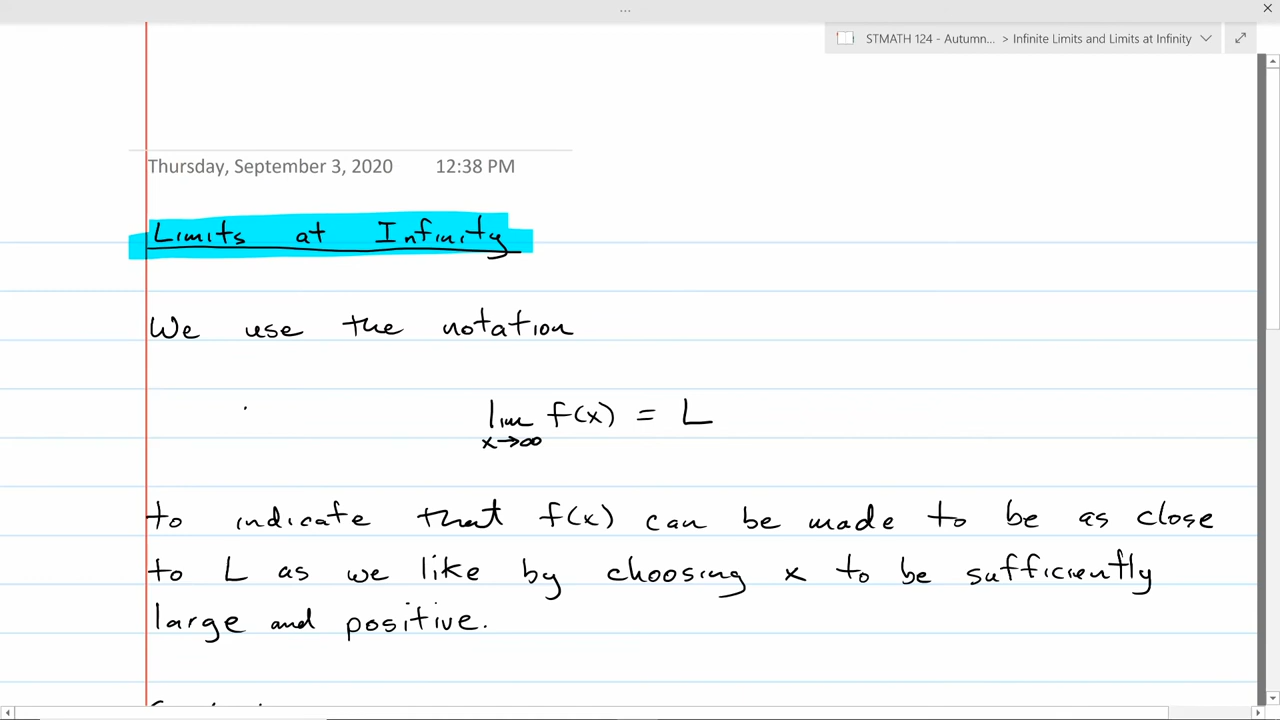 ...
STMATH 124 - Autumn... > Infinite Limits and Limits at Infinity
Thursday, September 3, 2020 12:38 PM
Limits at Infinity
We use the notation
lim f(x) = L
x→∞
to indicate that f(x) can be made to be as close
to L as we like by choosing x to be sufficiently
large and positive.